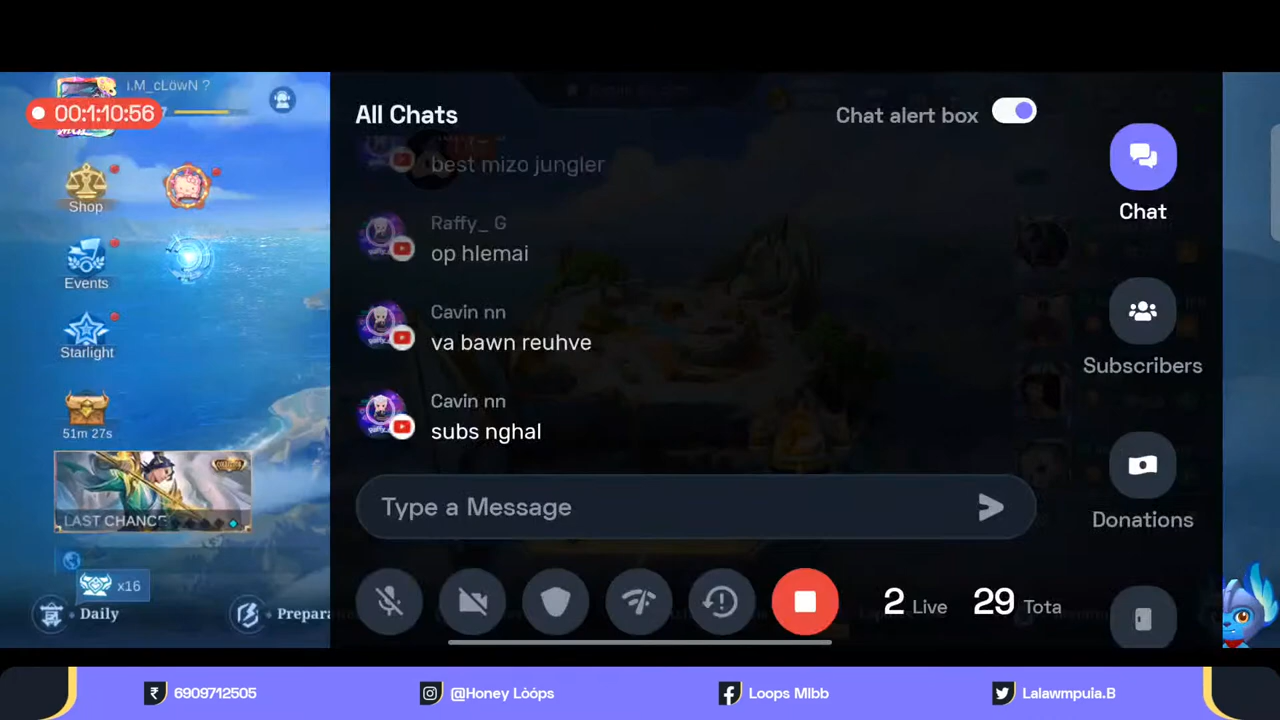 i.M_cLöwN ?
00:1:10:56
All Chats
Chat alert box
Shop
best mizo jungler
Chat
Raffy_ G
op hlemai
Events
Cavin nn
va bawn reuhve
Starlight
Subscribers
Cavin nn
subs nghal
51m 27s
LAST CHANCE
Type a Message
Donations
x16
2 Live
29 Tota
Daily
Prepara
₹ 6909712505
@Honey Lòóps
Loops Mlbb
Lalawmpuia.B